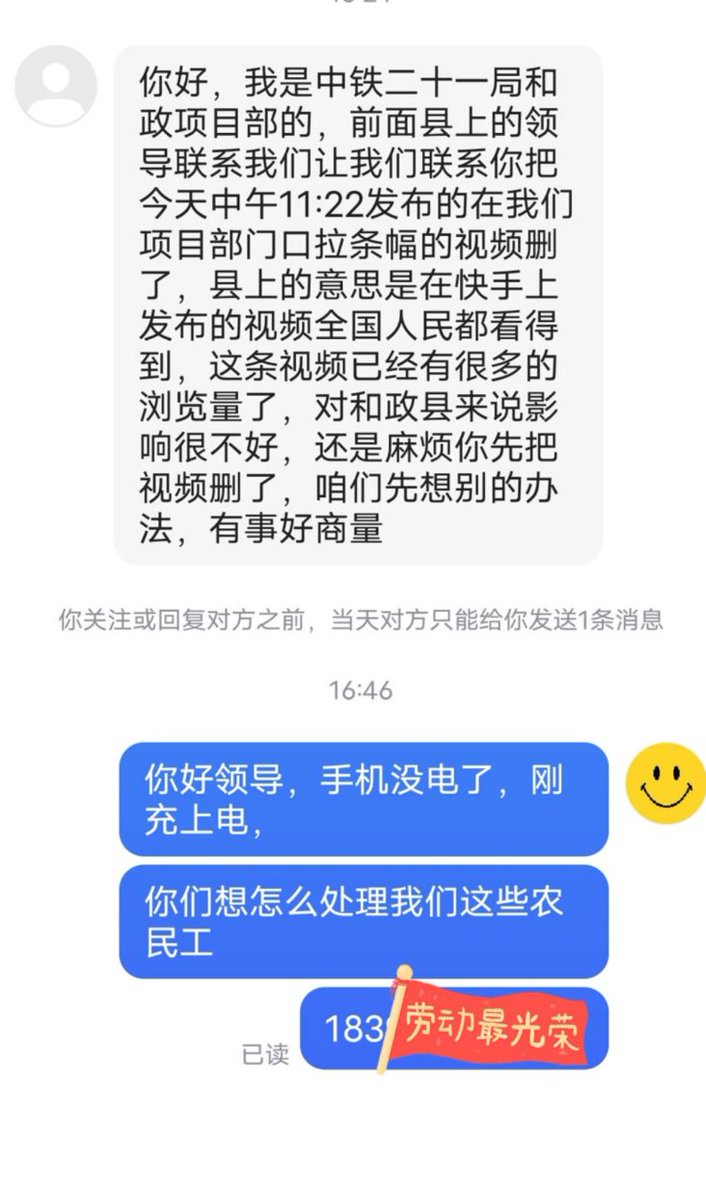 你好，我是中铁二十一局和
政项目部的，前面县上的领
导联系我们让我们联系你把
今天中午11:22发布的在我们
项目部门口拉条幅的视频删
了，县上的意思是在快手上
发布的视频全国人民都看得
到，这条视频已经有很多的
浏览量了，对和政县来说影
响很不好，还是麻烦你先把
视频删了，咱们先想别的办
法，有事好商量
你关注或回复对方之前，当天对方只能给你发送1条消息
16:46
你好领导，手机没电了，刚
充上电，
你们想怎么处理我们这些农
民工
183
劳动最光荣
已读